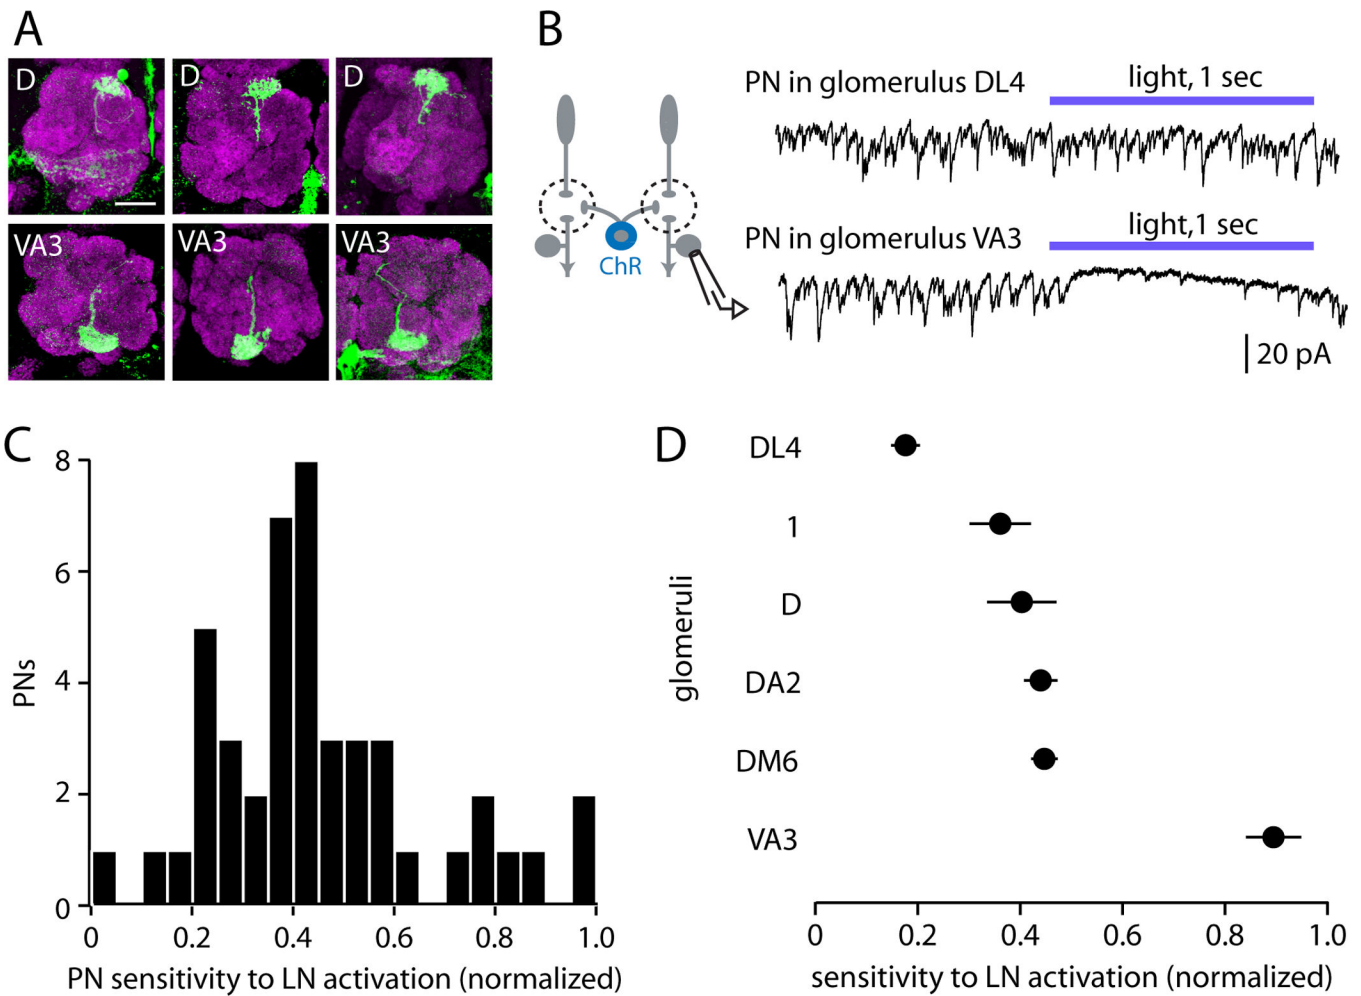 A
D
D
D
VA3
VA3
VA3
B
ChR
PN in glomerulus DL4
light, 1 sec
PN in glomerulus VA3
light,1 sec
20 pA
C
8
6
4
2
0
PNs
0
0.2
0.4
0.6
0.8
1.0
PN sensitivity to LN activation (normalized)
D
glomeruli
DL4
1
D
DA2
DM6
VA3
0
0.2
0.4
0.6
0.8
1.0
sensitivity to LN activation (normalized)